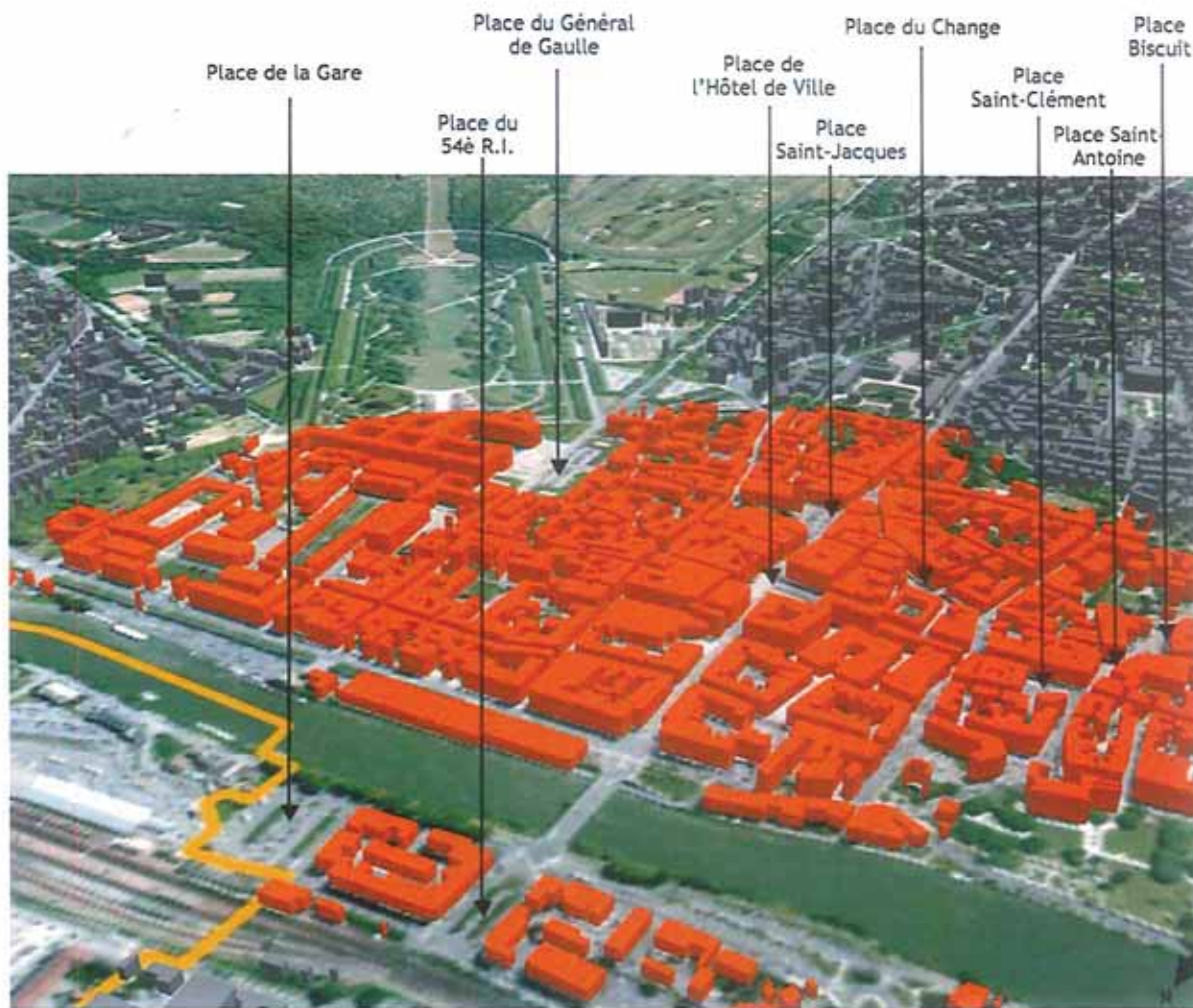 Place du Général
de Gaulle
Place du Change
Place
Biscuit
Place de la Gare
Place de
l'Hôtel de Ville
Place
Saint-Clément
Place du
54è R.I.
Place
Saint-Jacques
Place Saint-
Antoine
N